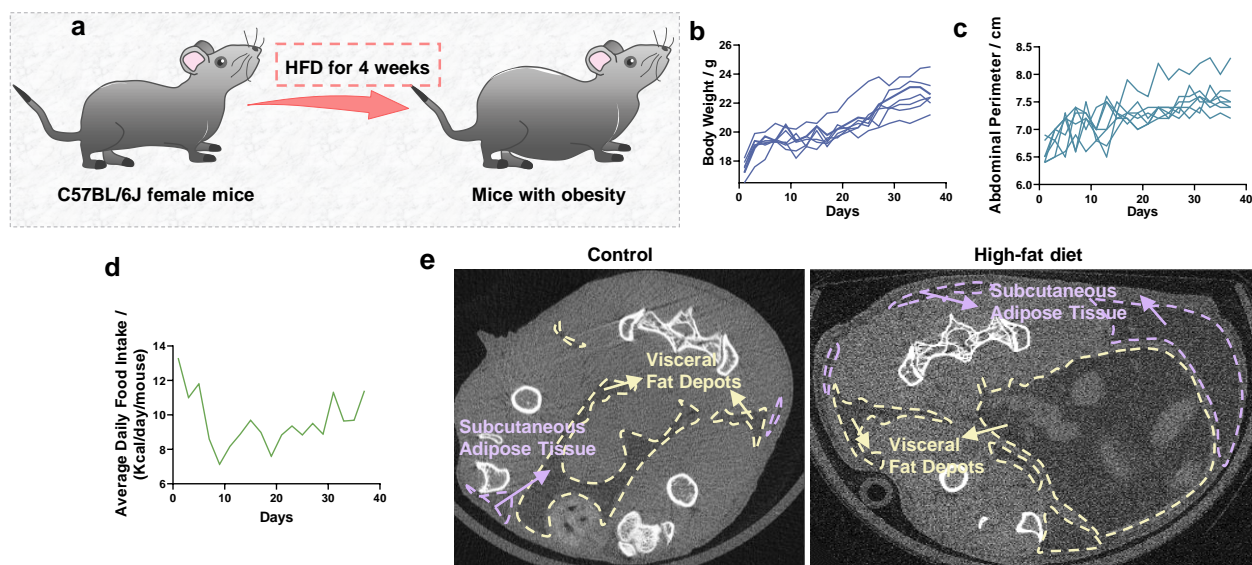 a
HFD for 4 weeks
C57BL/6J female mice
Mice with obesity
b
Body Weight / g
26
24
22
20
18
0
10
20
30
40
Days
c
Abdominal Perimeter / cm
8.5
8.0
7.5
7.0
6.5
6.0
0
10
20
30
40
Days
d
Average Daily Food Intake /
(Kcal/day/mouse)
14
12
10
8
6
0
10
20
30
40
Days
e
Control
Visceral
Fat Depots
Subcutaneous
Adipose Tissue
High-fat diet
Subcutaneous
Adipose Tissue
Visceral
Fat Depots